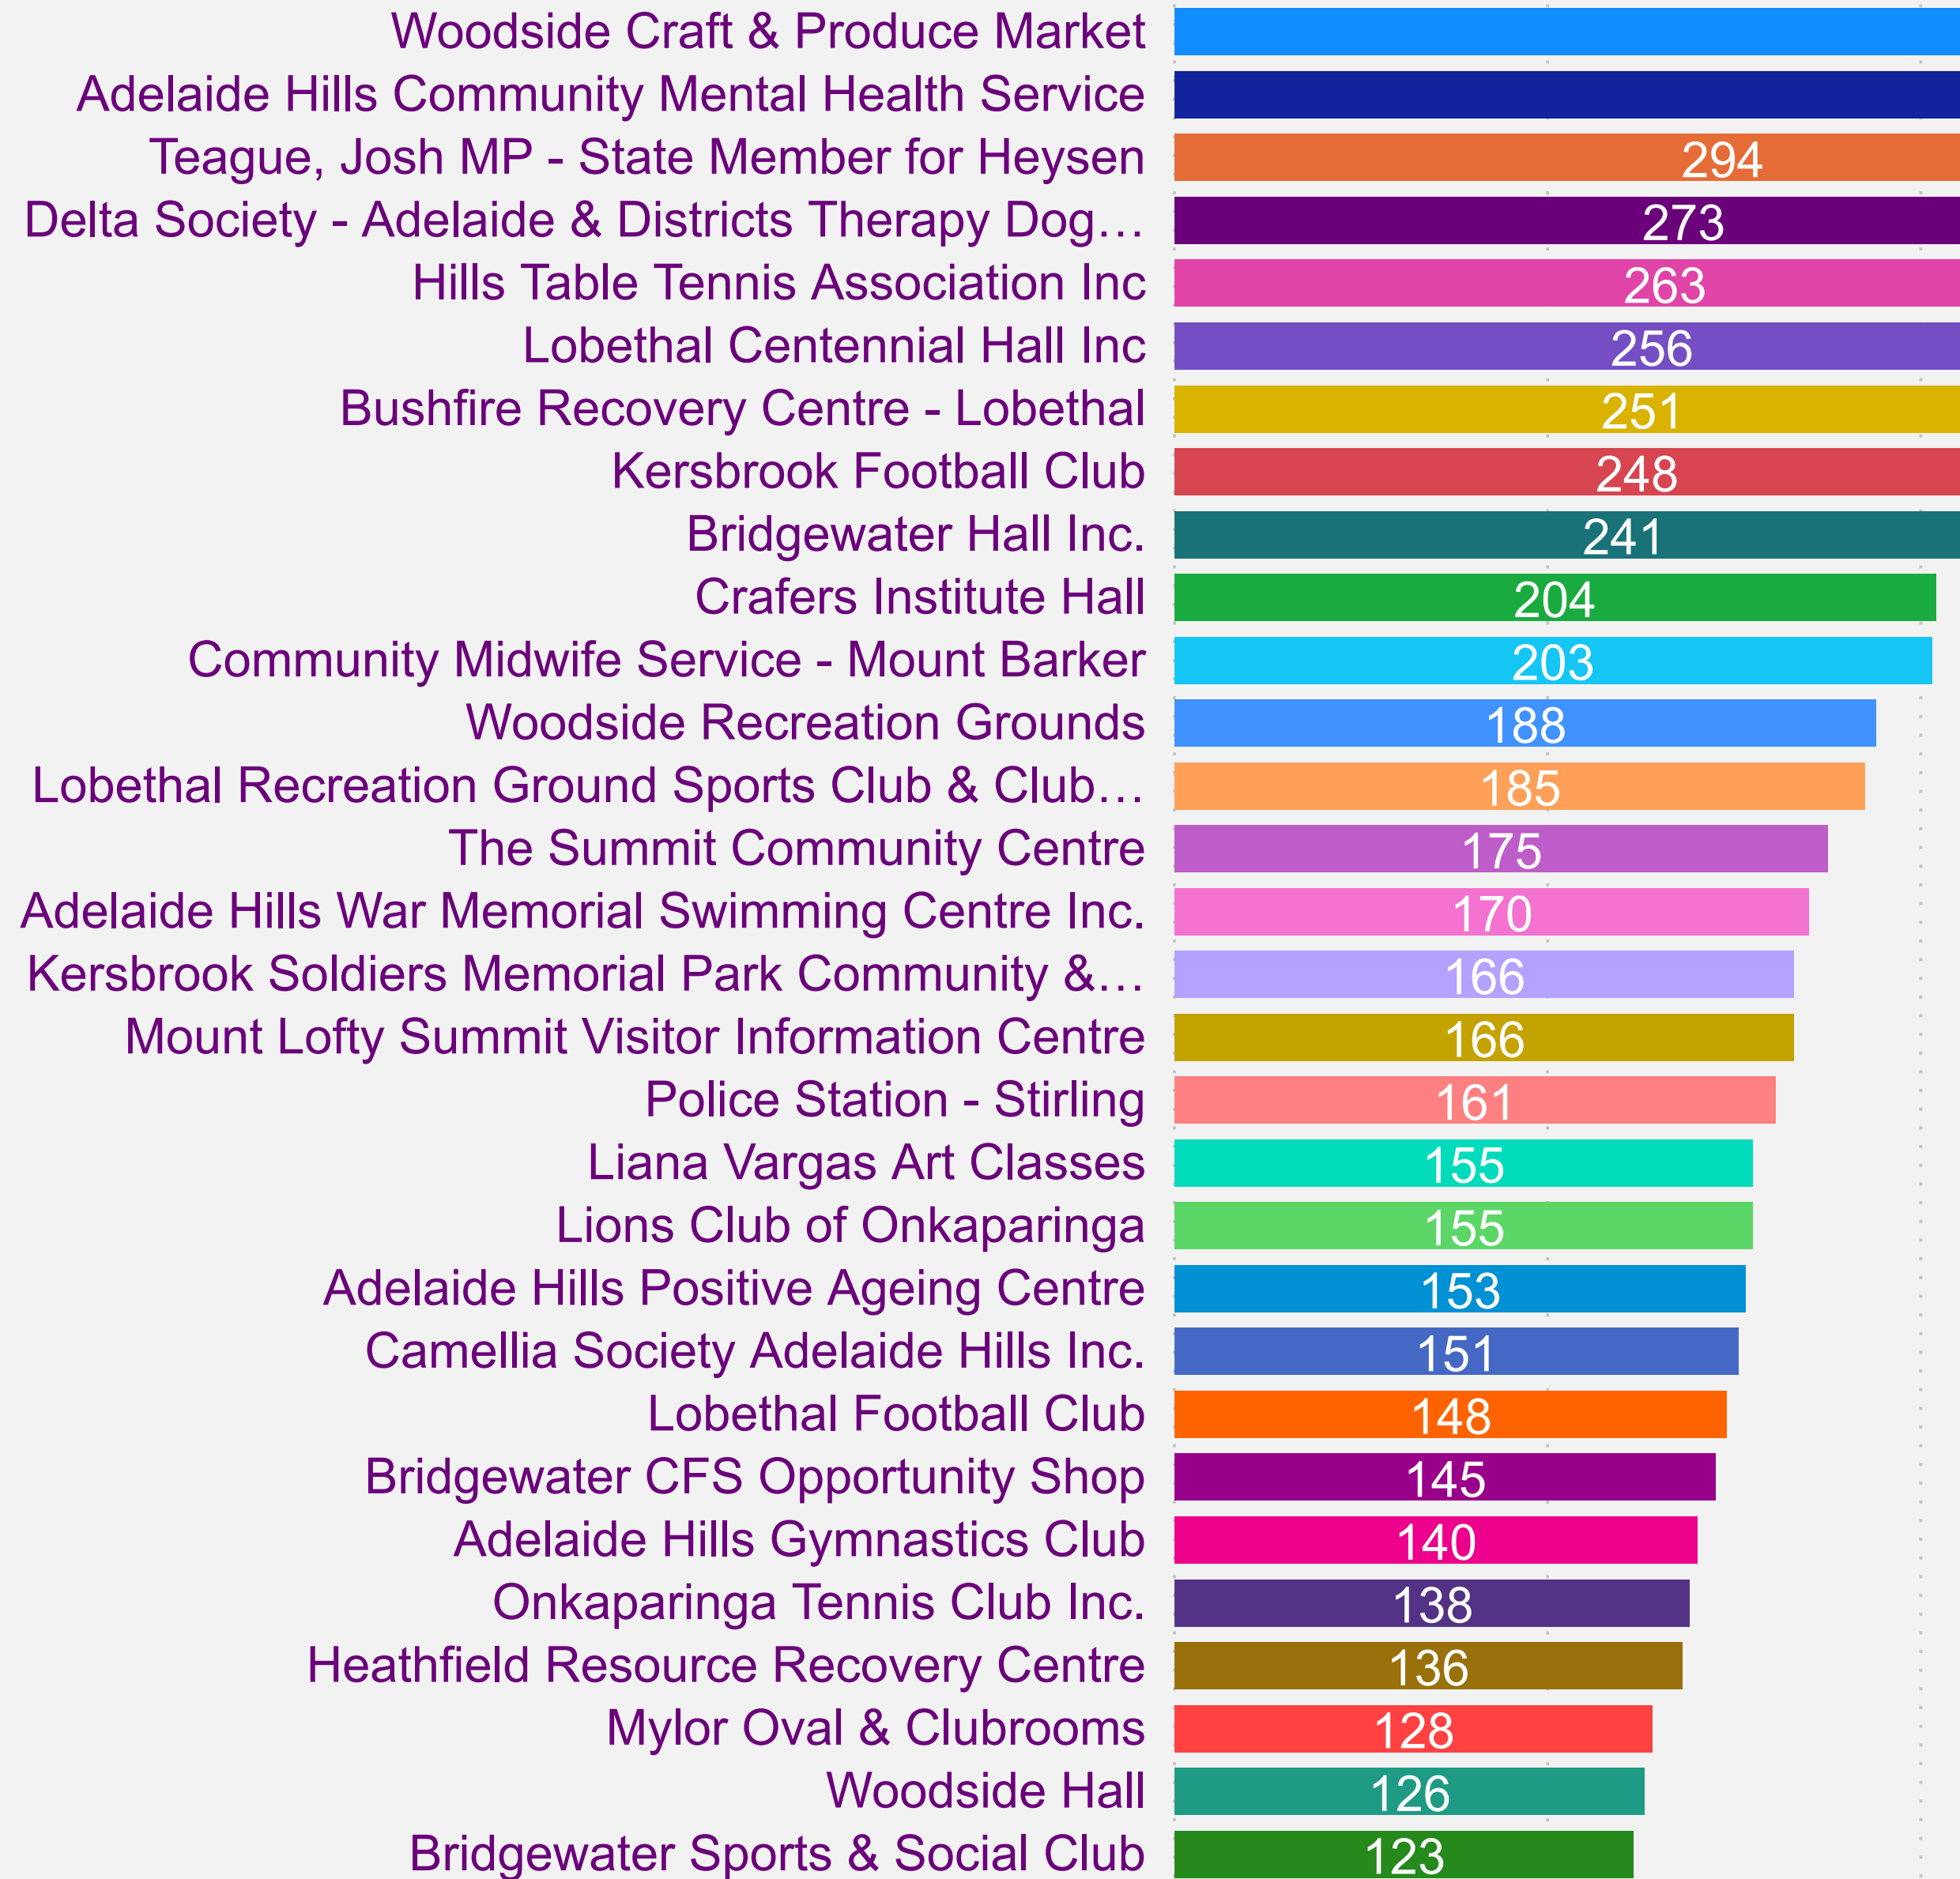 Woodside Craft & Produce Market
Adelaide Hills Community Mental Health Service
Teague, Josh MP - State Member for Heysen 294
Delta Society - Adelaide & Districts Therapy Dog… 273
Hills Table Tennis Association Inc 263
Lobethal Centennial Hall Inc 256
Bushfire Recovery Centre - Lobethal 251
Kersbrook Football Club 248
Bridgewater Hall Inc. 241
Crafers Institute Hall 204
Community Midwife Service - Mount Barker 203
Woodside Recreation Grounds 188
Lobethal Recreation Ground Sports Club & Club… 185
The Summit Community Centre 175
Adelaide Hills War Memorial Swimming Centre Inc. 170
Kersbrook Soldiers Memorial Park Community &… 166
Mount Lofty Summit Visitor Information Centre 166
Police Station - Stirling 161
Liana Vargas Art Classes 155
Lions Club of Onkaparinga 155
Adelaide Hills Positive Ageing Centre 153
Camellia Society Adelaide Hills Inc. 151
Lobethal Football Club 148
Bridgewater CFS Opportunity Shop 145
Adelaide Hills Gymnastics Club 140
Onkaparinga Tennis Club Inc. 138
Heathfield Resource Recovery Centre 136
Mylor Oval & Clubrooms 128
Woodside Hall 126
Bridgewater Sports & Social Club 123